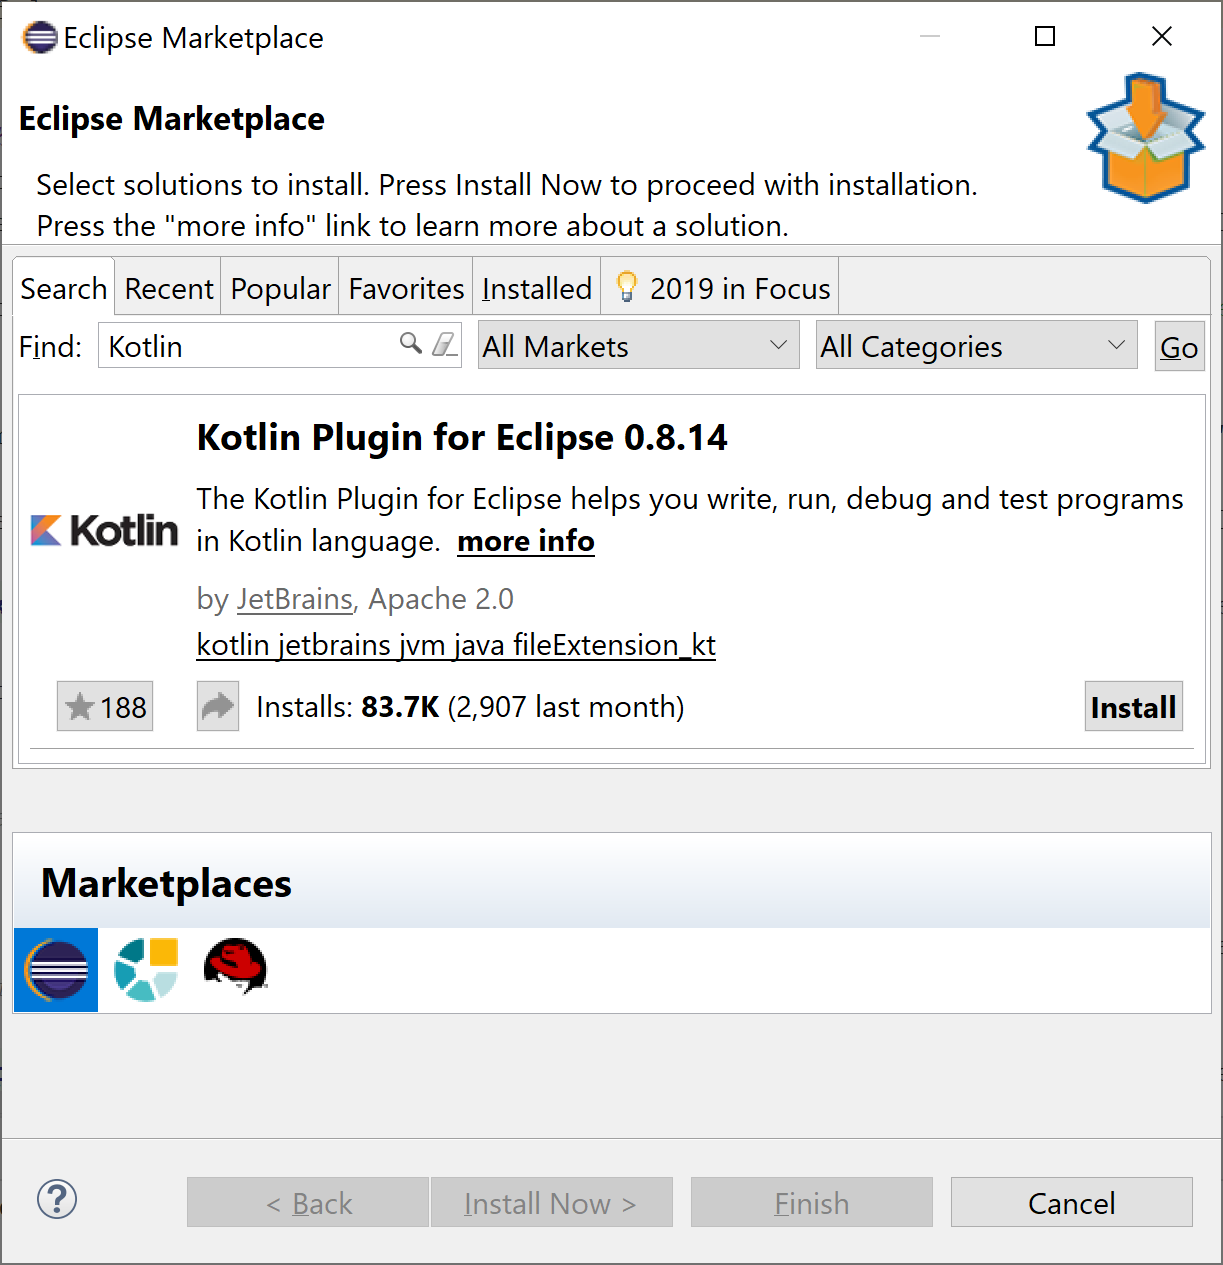 Eclipse Marketplace
Eclipse Marketplace
Select solutions to install. Press Install Now to proceed with installation.
Press the "more info" link to learn more about a solution.
Search Recent Popular Favorites Installed 2019 in Focus
Find: Kotlin All Markets All Categories Go
Kotlin Plugin for Eclipse 0.8.14
The Kotlin Plugin for Eclipse helps you write, run, debug and test programs
Kotlin
in Kotlin language. more info
by JetBrains, Apache 2.0
kotlin jetbrains jvm java fileExtension_kt
188 Installs: 83.7K (2,907 last month) Install
Marketplaces
? < Back Install Now > Finish Cancel